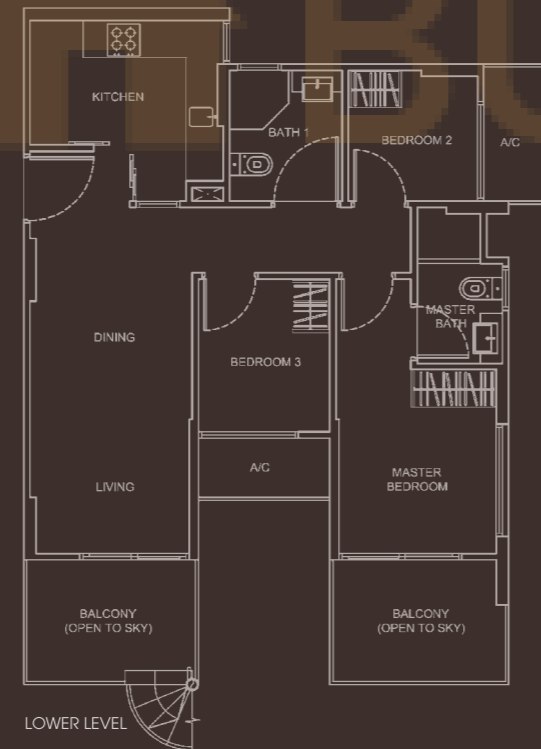 KITCHEN
BATH 1
BEDROOM 2
A/C
MASTER
BATH
DINING
BEDROOM 3
A/C
LIVING
MASTER
BEDROOM
BALCONY
(OPEN TO SKY)
BALCONY
(OPEN TO SKY)
LOWER LEVEL